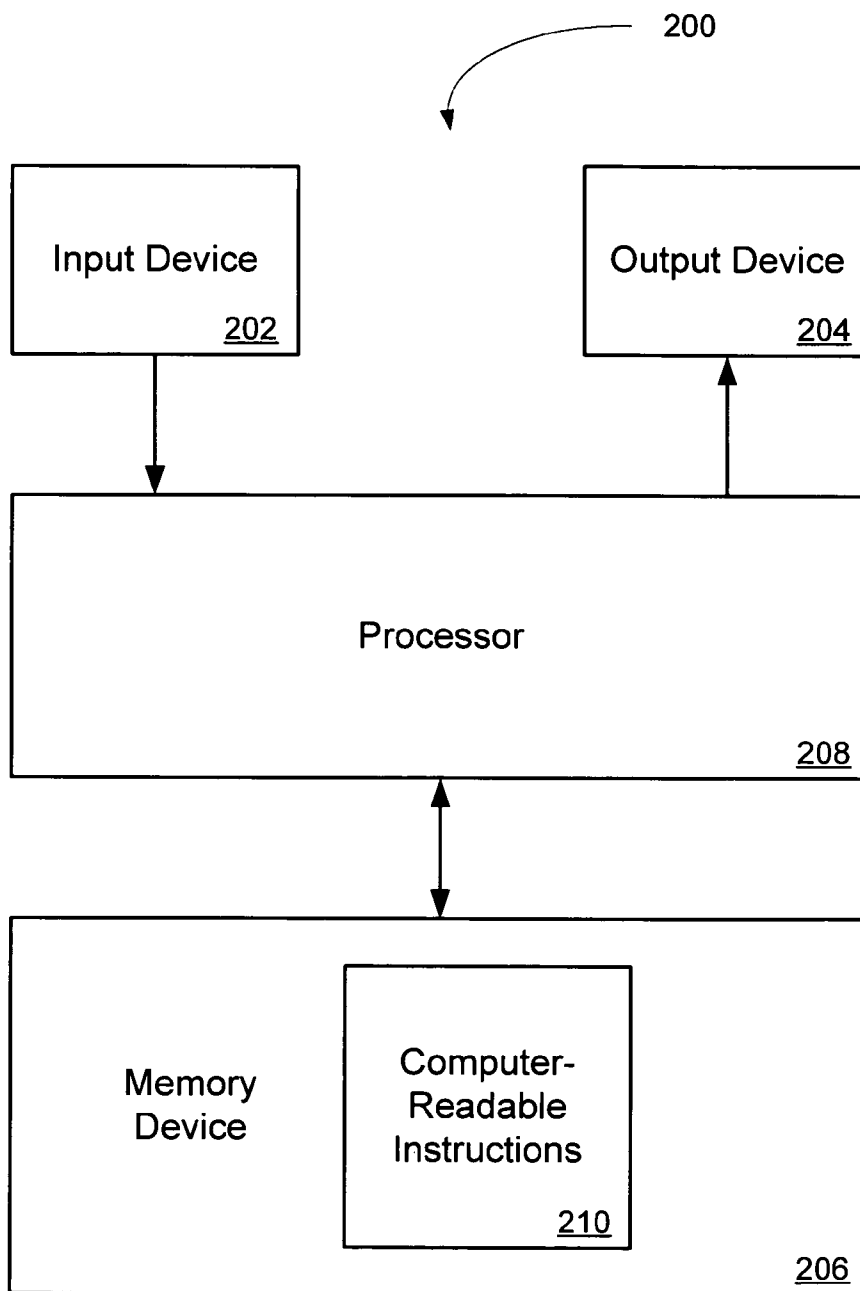 200
Input Device
202
Output Device
204
Processor
208
Memory
Device
Computer-
Readable
Instructions
210
206